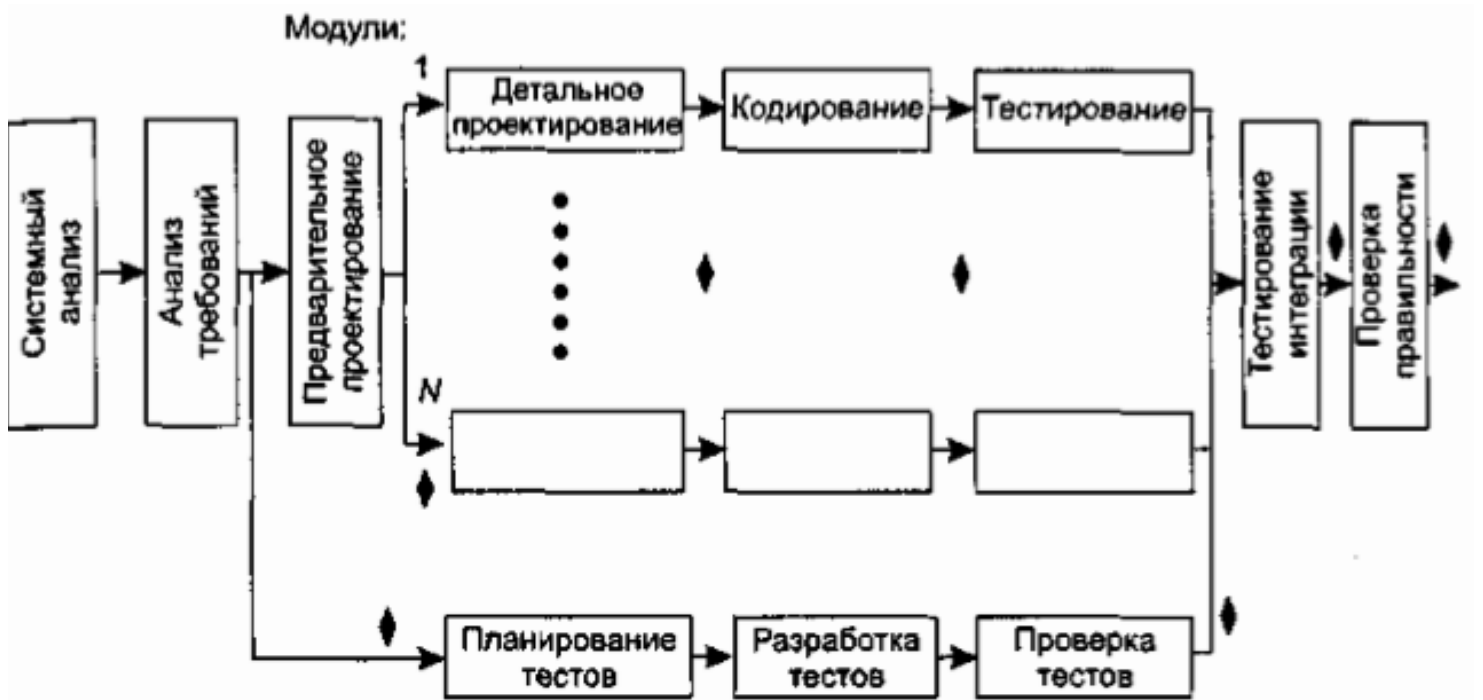 Модули:
1
Детальное
проектирование
Кодирование
Тестирование
Системный
анализ
Анализ
требований
Предварительное
проектирование
Тестирование
интеграции
Проверка
правильности
N
Планирование
тестов
Разработка
тестов
Проверка
тестов